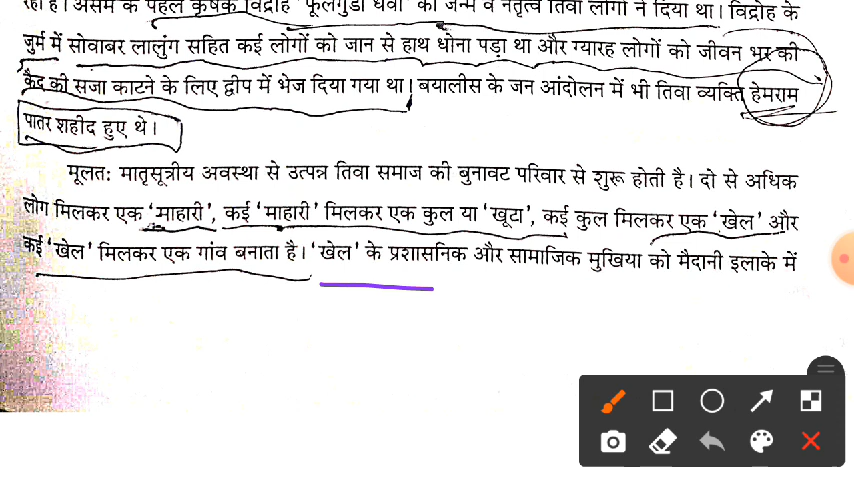 रहा है। असम के पहले कृषक विद्रोह 'फूलगुडी धेवा' को जन्म व नेतृत्व तिवा लोगों ने दिया था। विद्रोह के
जुर्म में सोवाबर लालुंग सहित कई लोगों को जान से हाथ धोना पड़ा था और ग्यारह लोगों को जीवन भर की
कैद की सजा काटने के लिए द्वीप में भेज दिया गया था। बयालीस के जन आंदोलन में भी तिवा व्यक्ति हेमराम
पातर शहीद हुए थे।
मूलत: मातृसूत्रीय अवस्था से उत्पन्न तिवा समाज की बुनावट परिवार से शुरू होती है। दो से अधिक
लोग मिलकर एक 'माहारी', कई 'माहारी' मिलकर एक कुल या 'खूटा', कई कुल मिलकर एक 'खेल' और
कई 'खेल' मिलकर एक गांव बनाता है। 'खेल' के प्रशासनिक और सामाजिक मुखिया को मैदानी इलाके में